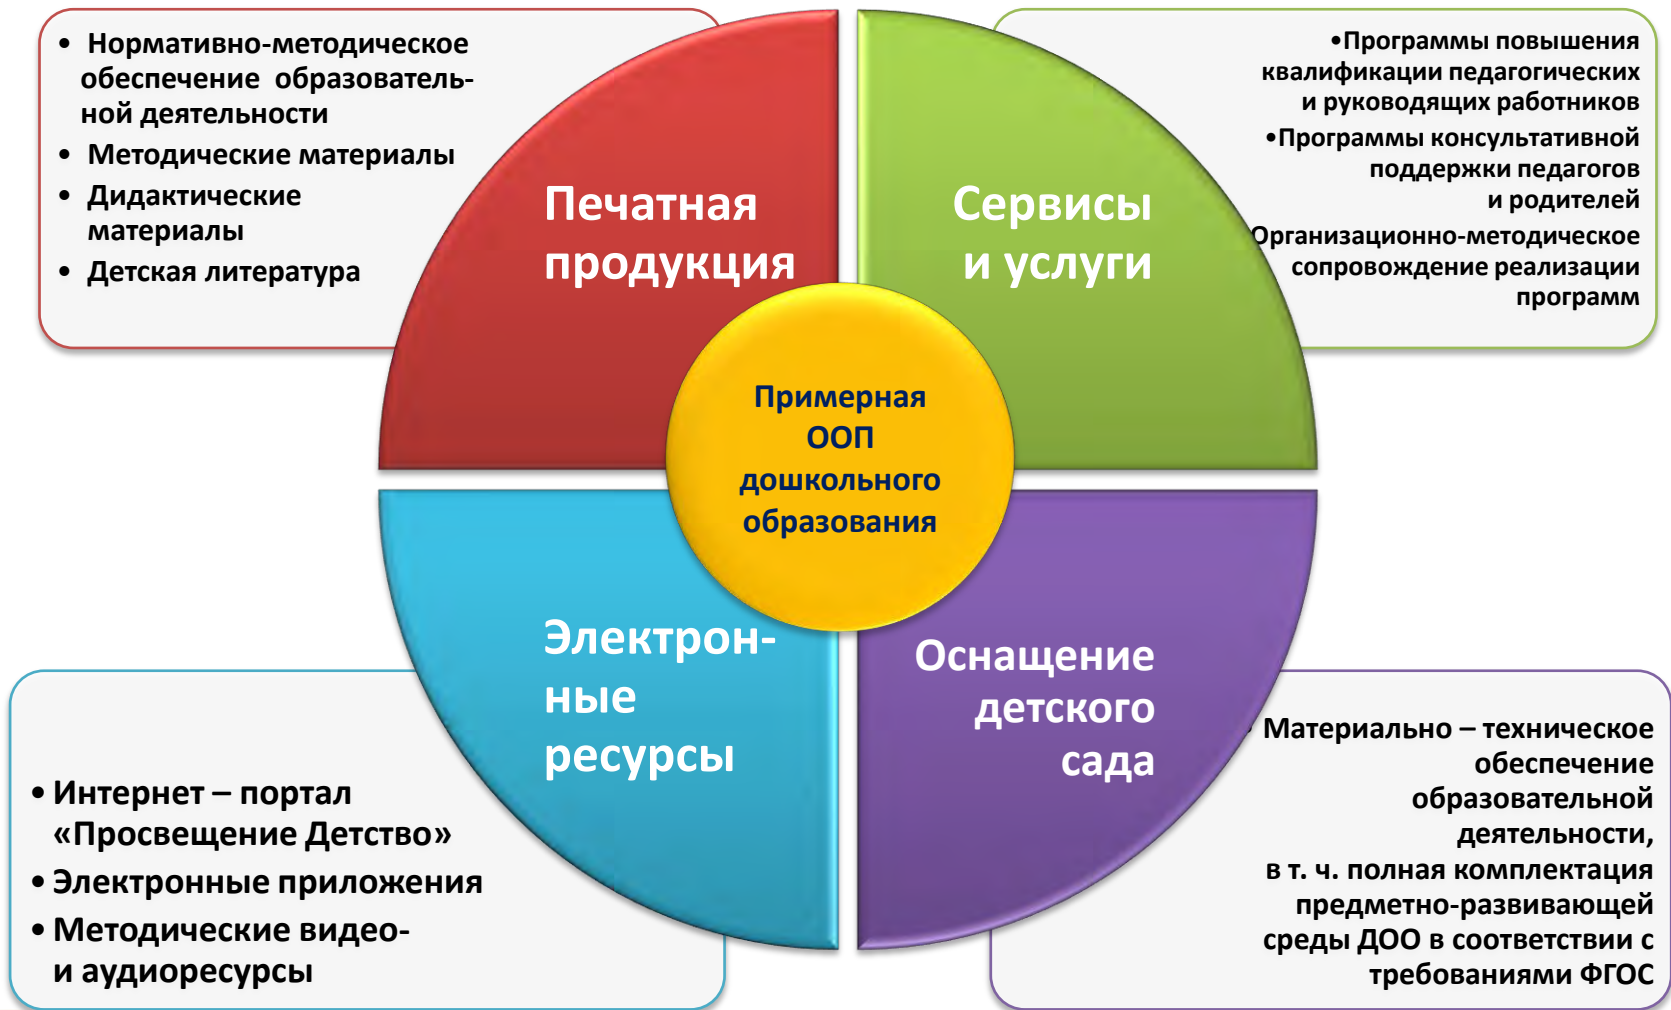 • Нормативно-методическое
обеспечение образователь-
ной деятельности
• Методические материалы
• Дидактические
материалы
• Детская литература
Печатная
продукция
Сервисы
и услуги
•Программы повышения
квалификации педагогических
и руководящих работников
•Программы консультативной
поддержки педагогов
и родителей
Организационно-методическое
сопровождение реализации
программ
Примерная
ООП
дошкольного
образования
Электрон-
ные
ресурсы
• Интернет – портал
«Просвещение Детство»
• Электронные приложения
• Методические видео-
и аудиоресурсы
Оснащение
детского
сада
Материально – техническое
обеспечение
образовательной
деятельности,
в т. ч. полная комплектация
предметно-развивающей
среды ДОО в соответствии с
требованиями ФГОС